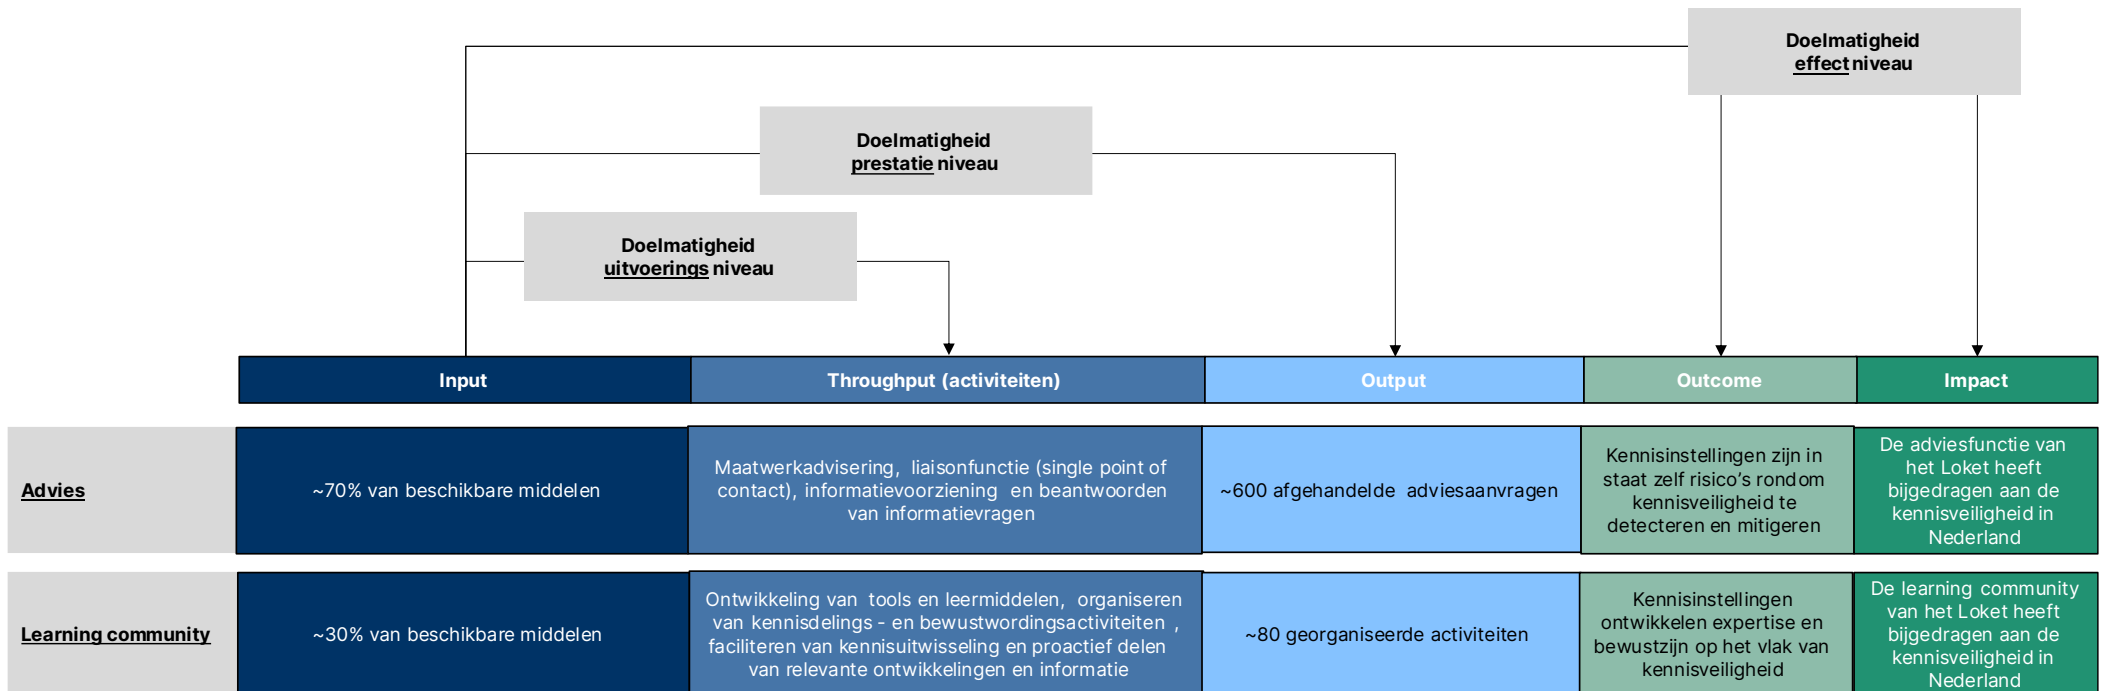 Doelmatigheid
effect niveau
Doelmatigheid
prestatie niveau
Doelmatigheid
uitvoerings niveau
Input
Throughput (activiteiten)
Output
Outcome
Impact
Advies
~70% van beschikbare middelen
Maatwerkadvisering, liaisonfunctie (single point of
contact), informatievoorziening en beantwoorden
van informatievragen
~600 afgehandelde adviesaanvragen
Kennisinstellingen zijn in
staat zelf risico's rondom
kennisveiligheid te
detecteren en mitigeren
De adviesfunctie van
het Loket heeft
bijgedragen aan de
kennisveiligheid in
Nederland
Learning community
~30% van beschikbare middelen
Ontwikkeling van tools en leermiddelen, organiseren
van kennisdelings - en bewustwordingsactiviteiten ,
faciliteren van kennisuitwisseling en proactief delen
van relevante ontwikkelingen en informatie
~80 georganiseerde activiteiten
Kennisinstellingen
ontwikkelen expertise en
bewustzijn op het vlak van
kennisveiligheid
De learning community
van het Loket heeft
bijgedragen aan de
kennisveiligheid in
Nederland